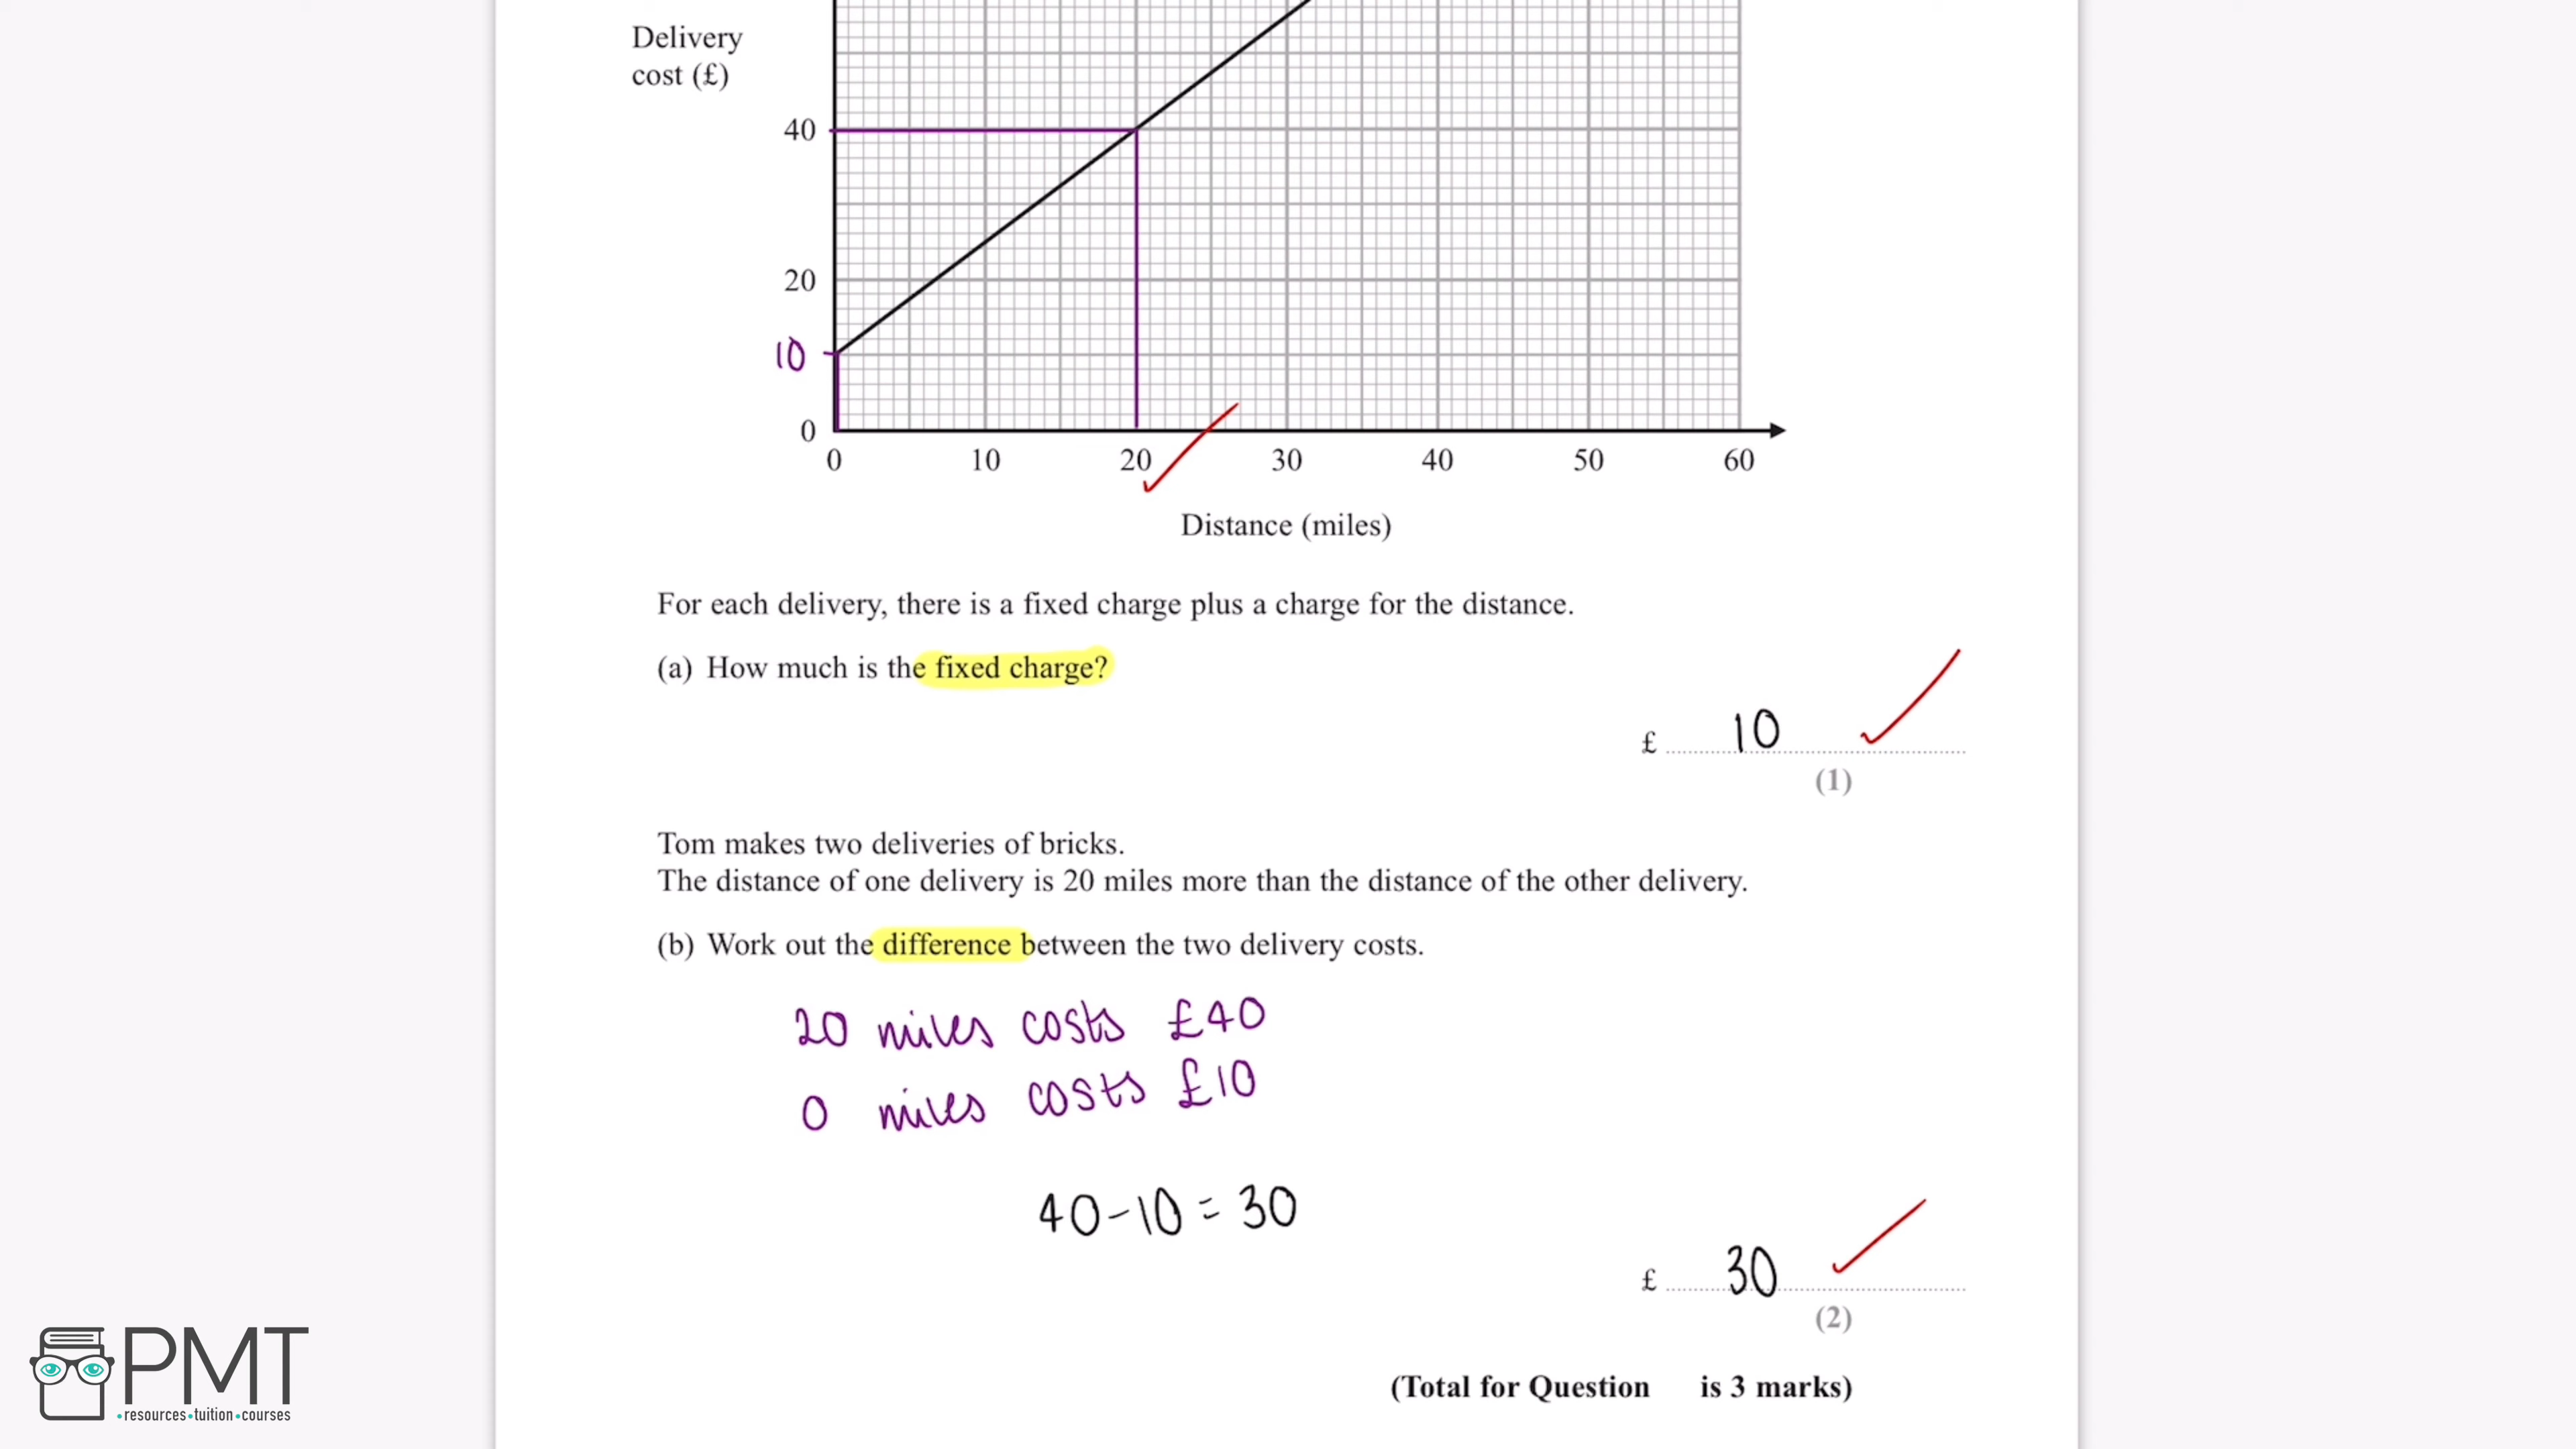 Delivery
cost (£)
40
20
10
0
0 10 20 30 40 50 60
Distance (miles)
For each delivery, there is a fixed charge plus a charge for the distance.
(a) How much is the fixed charge?
£ 10
(1)
Tom makes two deliveries of bricks.
The distance of one delivery is 20 miles more than the distance of the other delivery.
(b) Work out the difference between the two delivery costs.
20 miles costs £40
0 miles costs £10
40-10 = 30
£ 30
(2)
(Total for Question is 3 marks)
PMT
•resources•tuition•courses